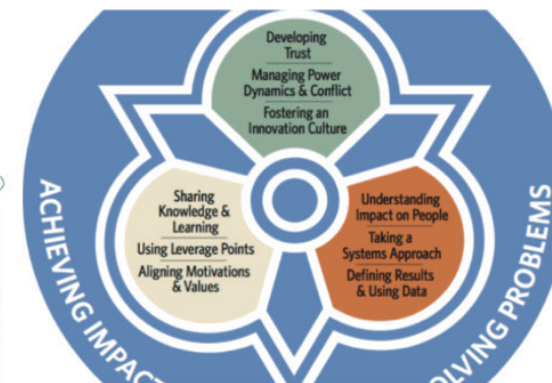 Developing
Trust
Managing Power
Dynamics & Conflict
Fostering an
Innovation Culture
Sharing
Knowledge &
Learning
Using Leverage Points
Aligning Motivations
& Values
Understanding
Impact on People
Taking a
Systems Approach
Defining Results
& Using Data
ACHIEVING IMPACT
OLVING PROBLEMS